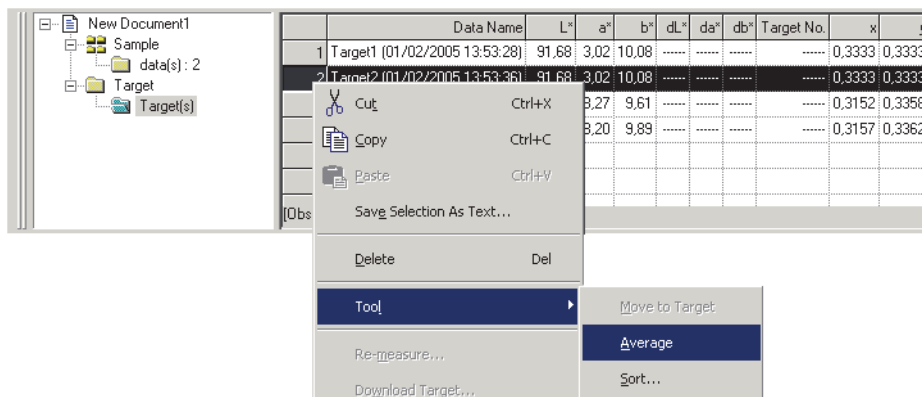 New Document1
Sample
data(s) : 2
Target
Target(s)
Data Name L* a* b* dL* da* db* Target No. x
1 Target1 (01/02/2005 13:53:28) 91,68 3,02 10,08 ----- ----- ----- ----- 0,3333 0,3333
2 Target2 (01/02/2005 13:53:36) 91,68 3,02 10,08 ----- ----- ----- ----- 0,3333 0,3333
3,27 9,61 ----- ----- ----- ----- 0,3152 0,3358
3,20 9,89 ----- ----- ----- ----- 0,3157 0,3362
[Obs
Cut Ctrl+X
Copy Ctrl+C
Paste Ctrl+V
Save Selection As Text...
Delete Del
Tool
Move to Target
Average
Sort...
Re-measure...
Download Target...